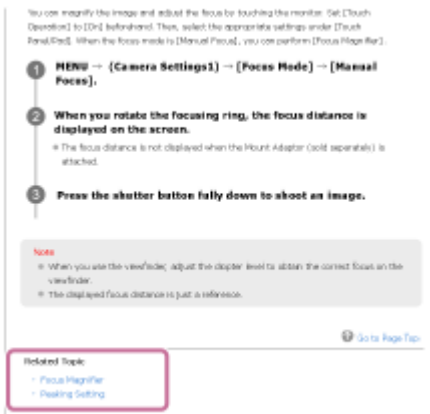 You can magnify the image and adjust the focus by touching the monitor. Set [Touch
Operation] to [On] beforehand. Then, select the appropriate settings under [Touch
Panel/Pad]. When the focus mode is [Manual Focus], you can perform [Focus Magnifier].
1 MENU → (Camera Settings1) → [Focus Mode] → [Manual
Focus].
2 When you rotate the focusing ring, the focus distance is
displayed on the screen.
The focus distance is not displayed when the Mount Adaptor (sold separately) is
attached.
3 Press the shutter button fully down to shoot an image.
Note
When you use the viewfinder, adjust the diopter level to obtain the correct focus on the
viewfinder.
The displayed focus distance is just a reference.
Go to Page Top
Related Topic
Focus Magnifier
Peaking Setting